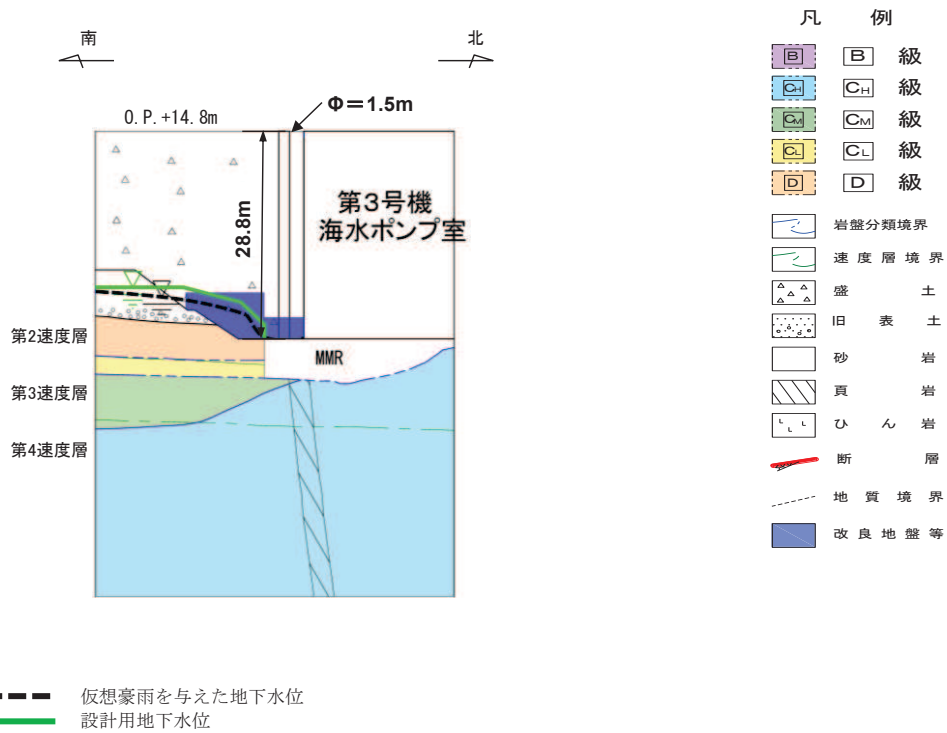 南
北
O.P.+14.8m
Φ＝1.5m
28.8m
第3号機
海水ポンプ室
MMR
第2速度層
第3速度層
第4速度層
仮想豪雨を与えた地下水位
設計用地下水位
凡 例
B B 級
CH CH 級
CM CM 級
CL CL 級
D D 級
岩盤分類境界
速度層境界
盛土
旧表土
砂岩
頁岩
ひん岩
断層
地質境界
改良地盤等